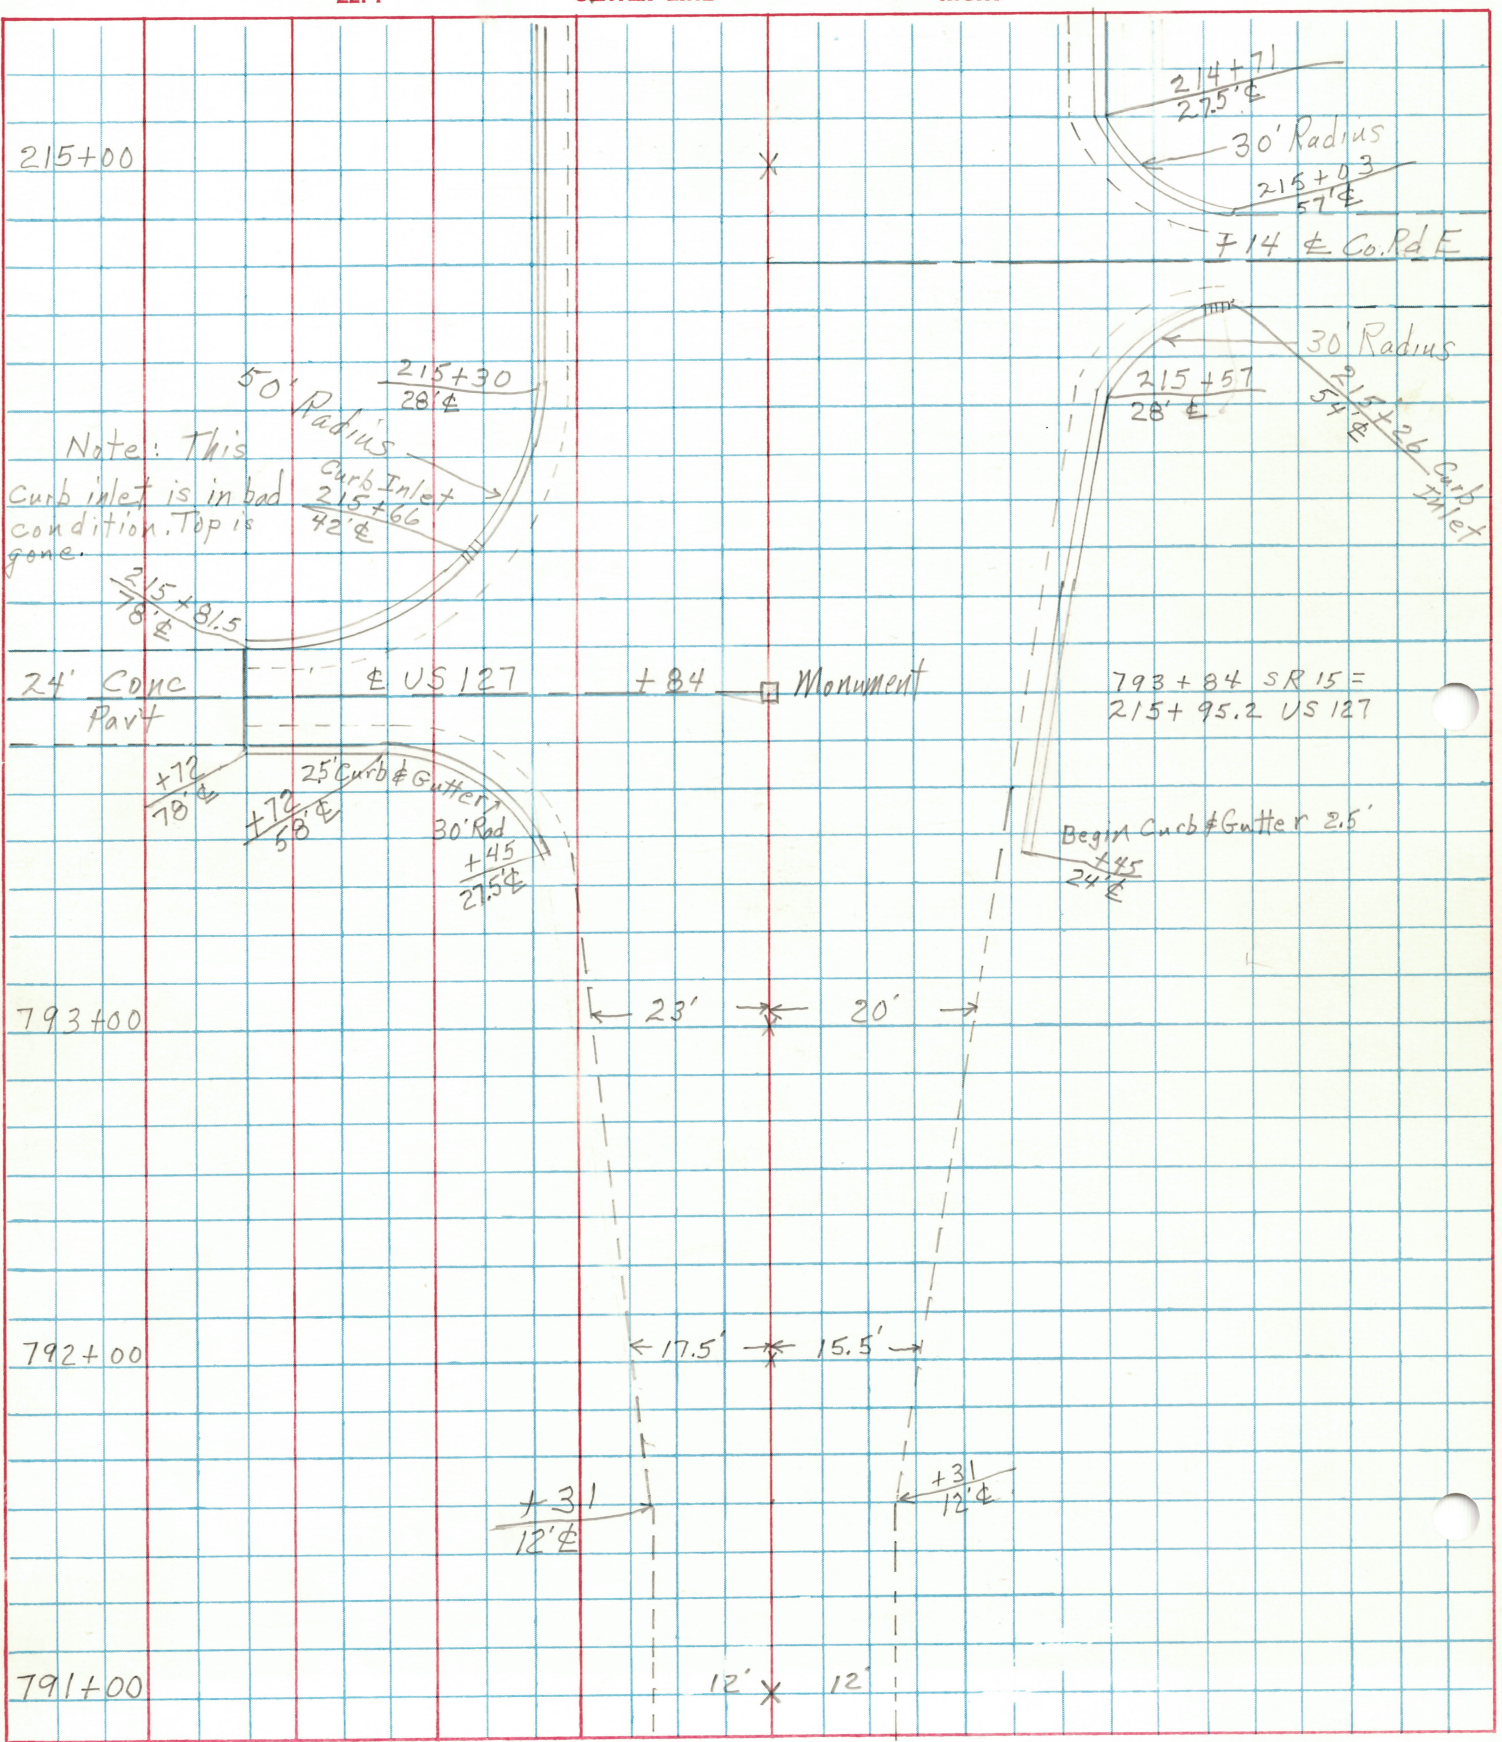 214+71
27.5' ℄
30' Radius
215+00
215+03
57' ℄
+14 ℄ Co. Rd E
30' Radius
50' Radius
215+30
28' ℄
215+57
28' ℄
215+26 Curb Inlet
54' ℄
Note: This
Curb inlet is in bad
condition. Top is
gone.
Curb Inlet
215+66
42' ℄
215+81.5
78' ℄
24' Conc
Pav't
℄ US 127
+84
Monument
793+84 SR 15 =
215+95.2 US 127
+72
78' ℄
+72
58' ℄
2.5' Curb & Gutter
30' Rad
+45
27.5' ℄
Begin Curb & Gutter 2.5'
+45
24' ℄
793+00
23'
20'
792+00
17.5'
15.5'
+31
12' ℄
+31
12' ℄
791+00
12'
12'